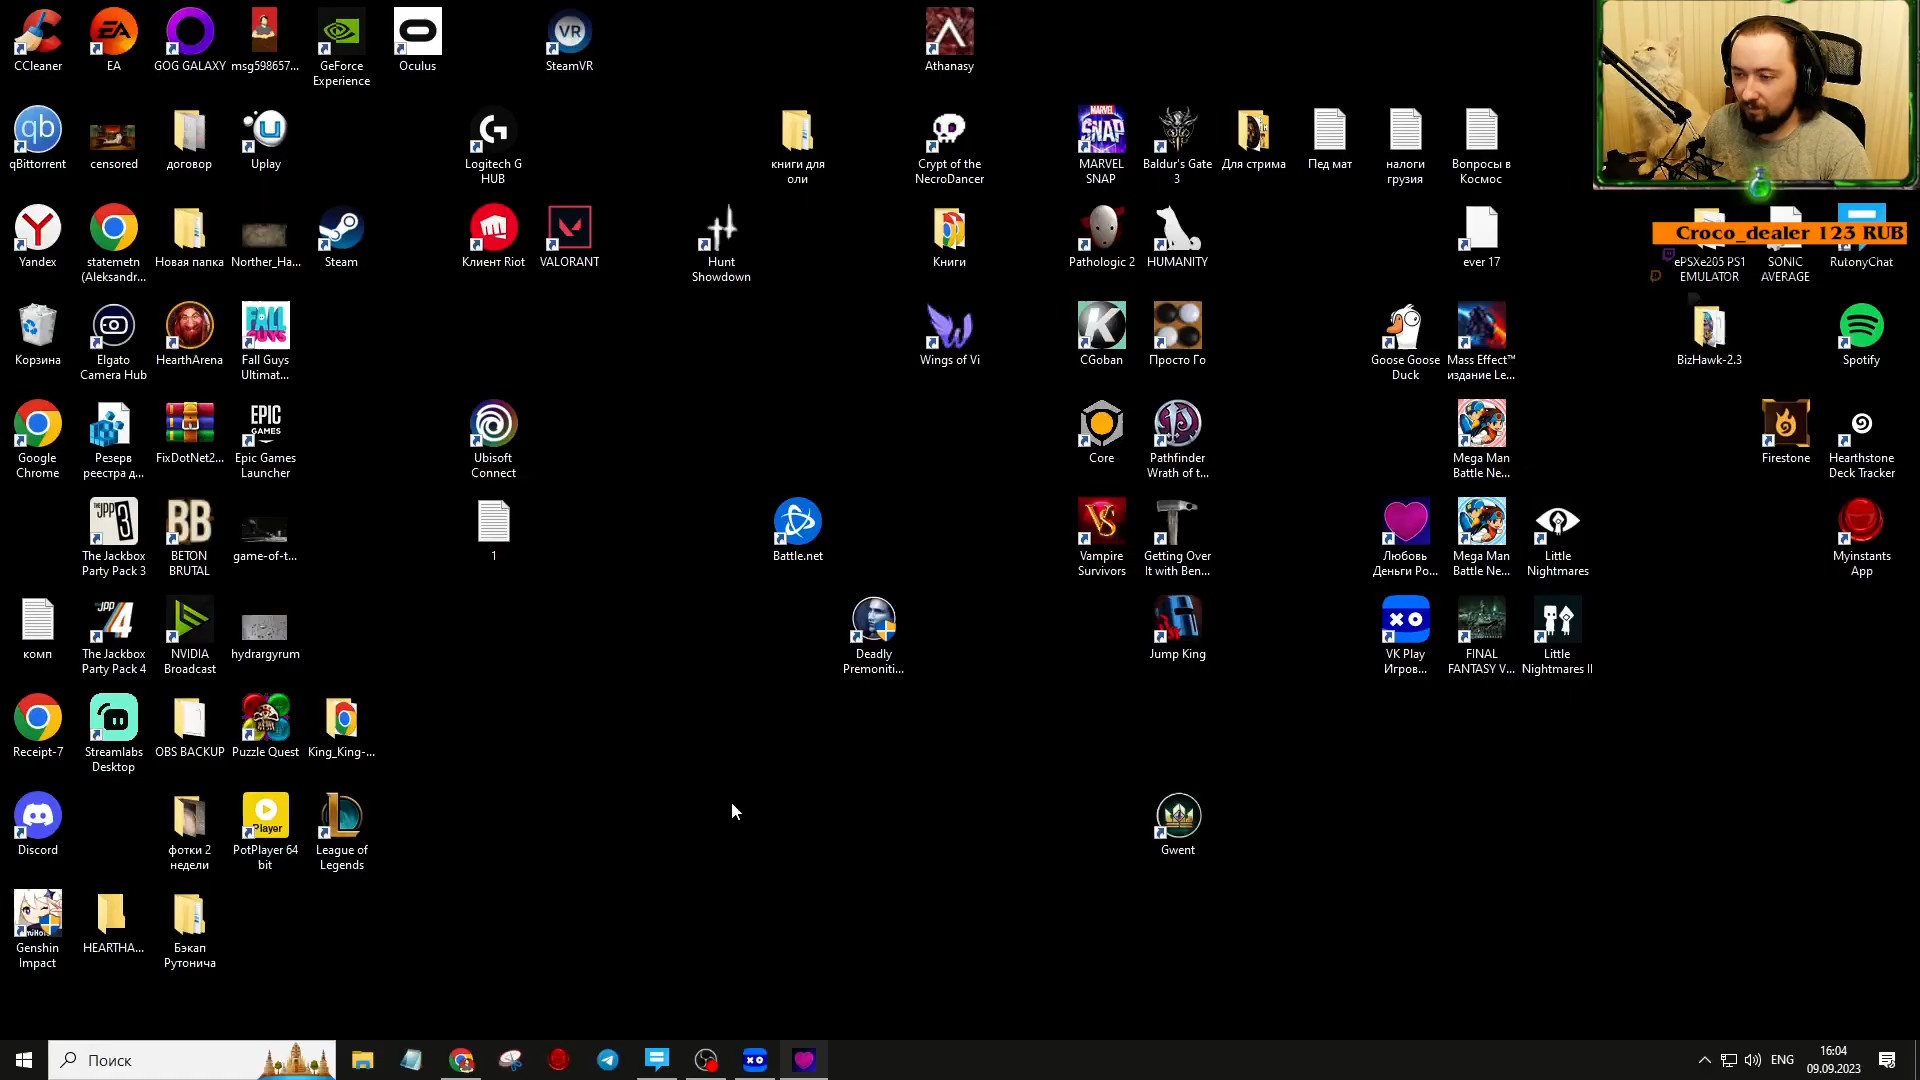 CCleaner
EA
GOG GALAXY
msg598657...
GeForce
Experience
Oculus
SteamVR
Athanasy
qBittorrent
censored
договор
Uplay
Logitech G
HUB
книги для
оли
Crypt of the
NecroDancer
MARVEL
SNAP
Baldur's Gate
3
Для стрима
Пед мат
налоги
грузия
Вопросы в
Космос
Yandex
statemetn
(Aleksandr...
Новая папка
Norther_Ha...
Steam
Клиент Riot
VALORANT
Hunt
Showdown
Книги
Pathologic 2
HUMANITY
ever 17
Croco_dealer 123 RUB
ePSXe205 PS1
EMULATOR
SONIC
AVERAGE
RutonyChat
Корзина
Elgato
Camera Hub
HearthArena
Fall Guys
Ultimat...
Wings of Vi
CGoban
Просто Го
Goose Goose
Duck
Mass Effect™
издание Le...
BizHawk-2.3
Spotify
Google
Chrome
Резерв
реестра д...
FixDotNet2...
Epic Games
Launcher
Ubisoft
Connect
Core
Pathfinder
Wrath of t...
Mega Man
Battle Ne...
Firestone
Hearthstone
Deck Tracker
The Jackbox
Party Pack 3
BETON
BRUTAL
game-of-t...
1
Battle.net
Vampire
Survivors
Getting Over
It with Ben...
Любовь
Деньги Ро...
Mega Man
Battle Ne...
Little
Nightmares
Myinstants
App
комп
The Jackbox
Party Pack 4
NVIDIA
Broadcast
hydrargyrum
Deadly
Premoniti...
Jump King
VK Play
Игров...
FINAL
FANTASY V...
Little
Nightmares II
Receipt-7
Streamlabs
Desktop
OBS BACKUP
Puzzle Quest
King_King-...
Discord
фотки 2
недели
PotPlayer 64
bit
League of
Legends
Gwent
Genshin
Impact
HEARTHA...
Бэкап
Рутонича
Поиск
ENG
16:04
09.09.2023